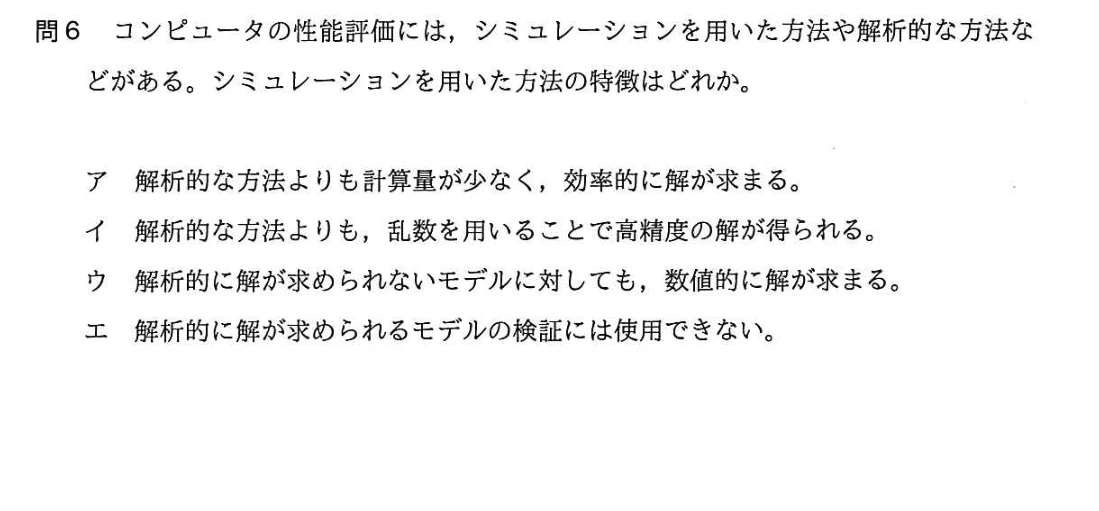 問6 コンピュータの性能評価には，シミュレーションを用いた方法や解析的な方法な
どがある。シミュレーションを用いた方法の特徴はどれか。
ア 解析的な方法よりも計算量が少なく，効率的に解が求まる。
イ 解析的な方法よりも，乱数を用いることで高精度の解が得られる。
ウ 解析的に解が求められないモデルに対しても，数値的に解が求まる。
エ 解析的に解が求められるモデルの検証には使用できない。